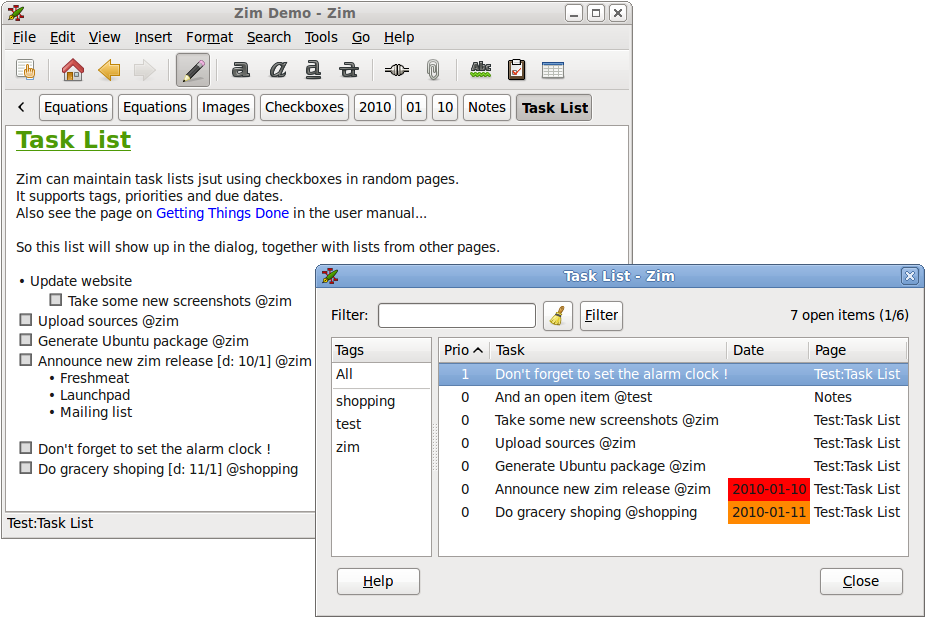 Zim Demo - Zim
File Edit View Insert Format Search Tools Go Help
a a a a Abc
Equations Equations Images Checkboxes 2010 01 10 Notes Task List
Task List
Zim can maintain task lists jsut using checkboxes in random pages.
It supports tags, priorities and due dates.
Also see the page on Getting Things Done in the user manual...
So this list will show up in the dialog, together with lists from other pages.
• Update website
Take some new screenshots @zim
Upload sources @zim
Generate Ubuntu package @zim
Announce new zim release [d: 10/1] @zim
• Freshmeat
• Launchpad
• Mailing list
Don't forget to set the alarm clock !
Do gracery shoping [d: 11/1] @shopping
Test:Task List
Task List - Zim
Filter: Filter 7 open items (1/6)
Tags
All
shopping
test
zim
Prio Task Date Page
1 Don't forget to set the alarm clock ! Test:Task List
0 And an open item @test Notes
0 Take some new screenshots @zim Test:Task List
0 Upload sources @zim Test:Task List
0 Generate Ubuntu package @zim Test:Task List
0 Announce new zim release @zim 2010-01-10 Test:Task List
0 Do gracery shoping @shopping 2010-01-11 Test:Task List
Help Close